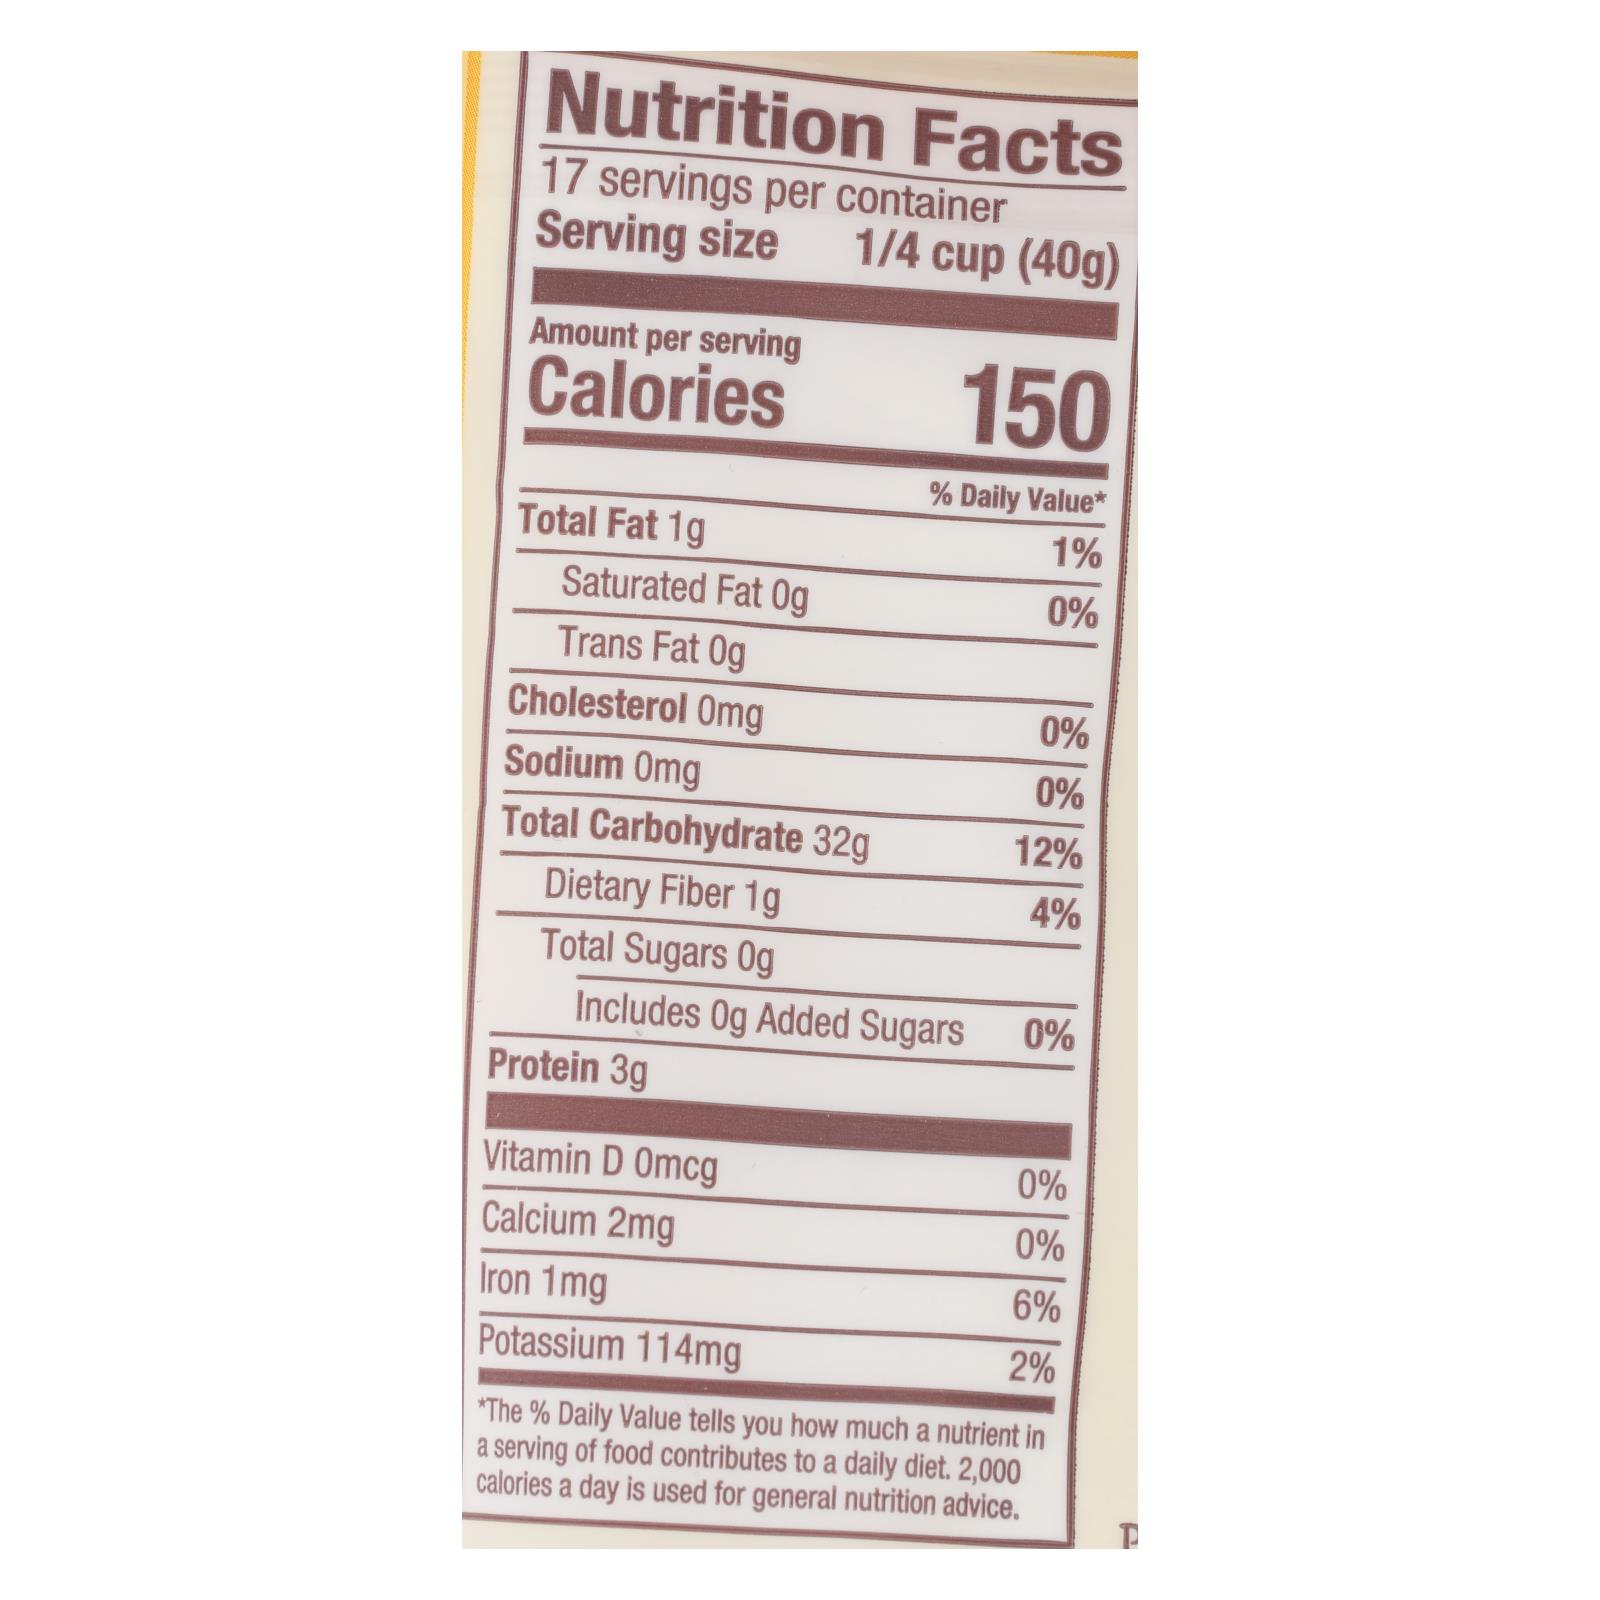 Nutrition Facts
17 servings per container
Serving size 1/4 cup (40g)
Amount per serving
Calories 150
% Daily Value*
Total Fat 1g 1%
Saturated Fat 0g 0%
Trans Fat 0g
Cholesterol 0mg 0%
Sodium 0mg 0%
Total Carbohydrate 32g 12%
Dietary Fiber 1g 4%
Total Sugars 0g
Includes 0g Added Sugars 0%
Protein 3g
Vitamin D 0mcg 0%
Calcium 2mg 0%
Iron 1mg 6%
Potassium 114mg 2%
*The % Daily Value tells you how much a nutrient in
a serving of food contributes to a daily diet. 2,000
calories a day is used for general nutrition advice.